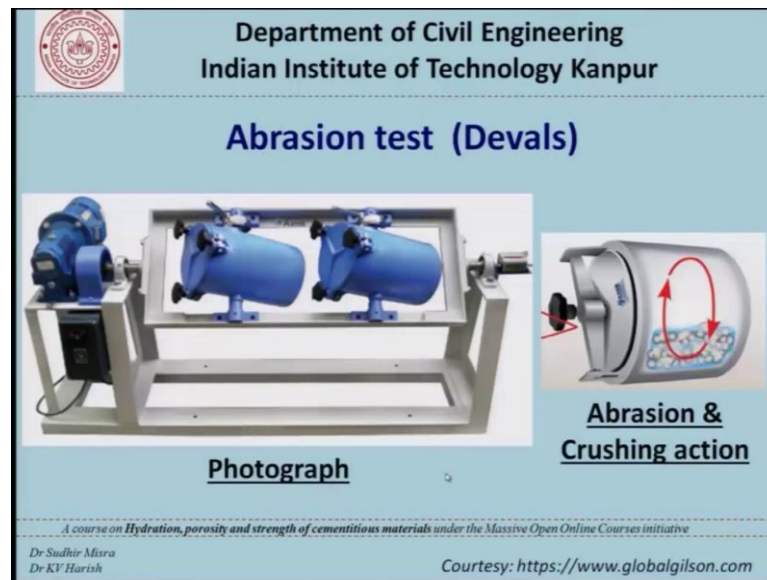 Department of Civil Engineering
Indian Institute of Technology Kanpur
Abrasion test (Devals)
Abrasion &
Crushing action
Photograph
A course on Hydration, porosity and strength of cementitious materials under the Massive Open Online Courses initiative
Dr Sudhir Misra
Dr KV Harish
Courtesy: https://www.globalgilson.com